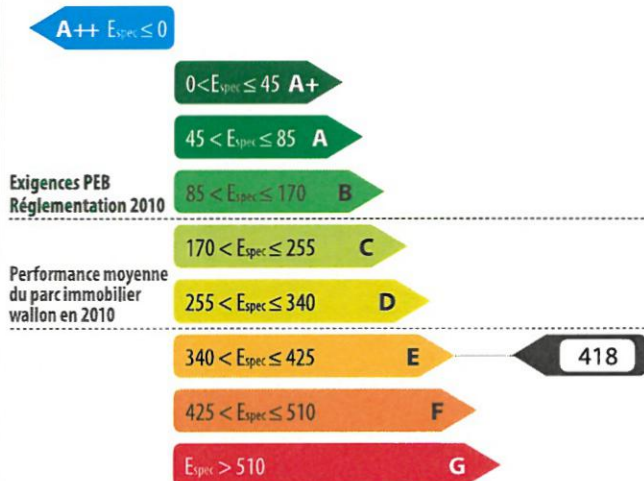 A++ Espec ≤ 0
0 < Espec ≤ 45 A+
45 < Espec ≤ 85 A
Exigences PEB
Réglementation 2010
85 < Espec ≤ 170 B
170 < Espec ≤ 255 C
Performance moyenne
du parc immobilier
wallon en 2010
255 < Espec ≤ 340 D
340 < Espec ≤ 425 E 418
425 < Espec ≤ 510 F
Espec > 510 G